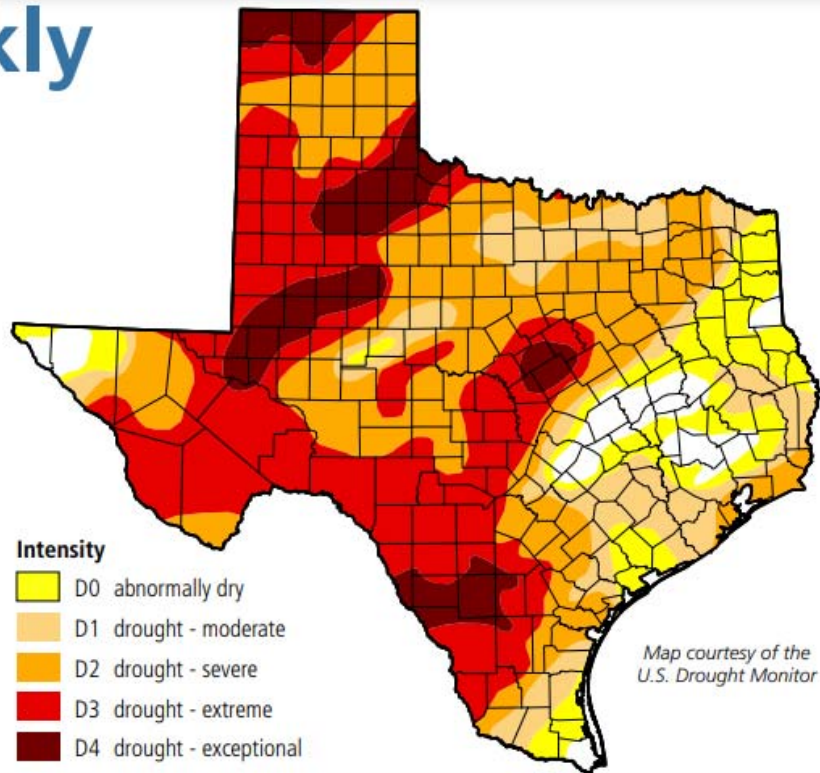 kly
Intensity
D0 abnormally dry
D1 drought - moderate
D2 drought - severe
D3 drought - extreme
D4 drought - exceptional
Map courtesy of the
U.S. Drought Monitor